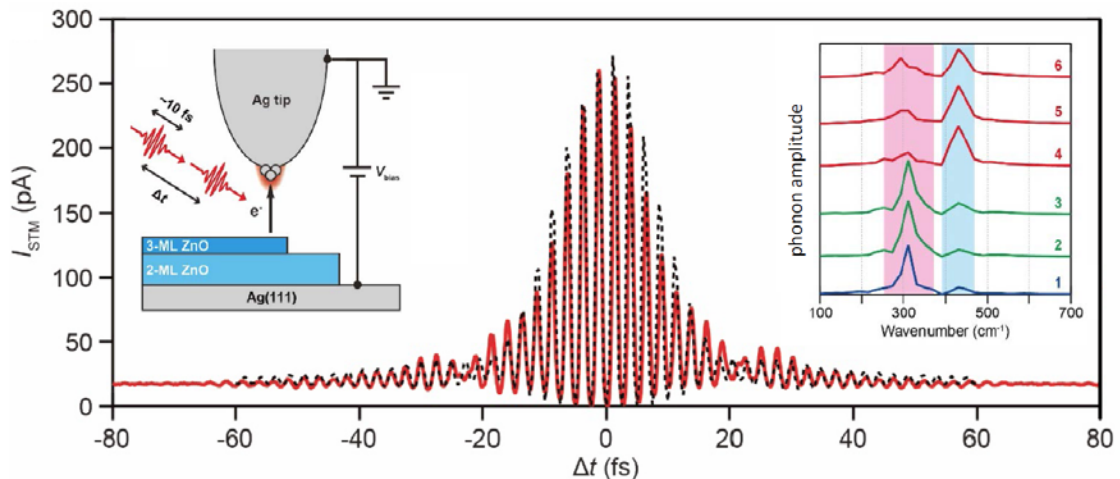 300
250
200
150
100
50
0
I_STM (pA)
-80
-60
-40
-20
0
20
40
60
80
Δt (fs)
Ag tip
~10 fs
Δt
e-
V_bias
3-ML ZnO
2-ML ZnO
Ag(111)
phonon amplitude
6
5
4
3
2
1
100
300
500
700
Wavenumber (cm⁻¹)